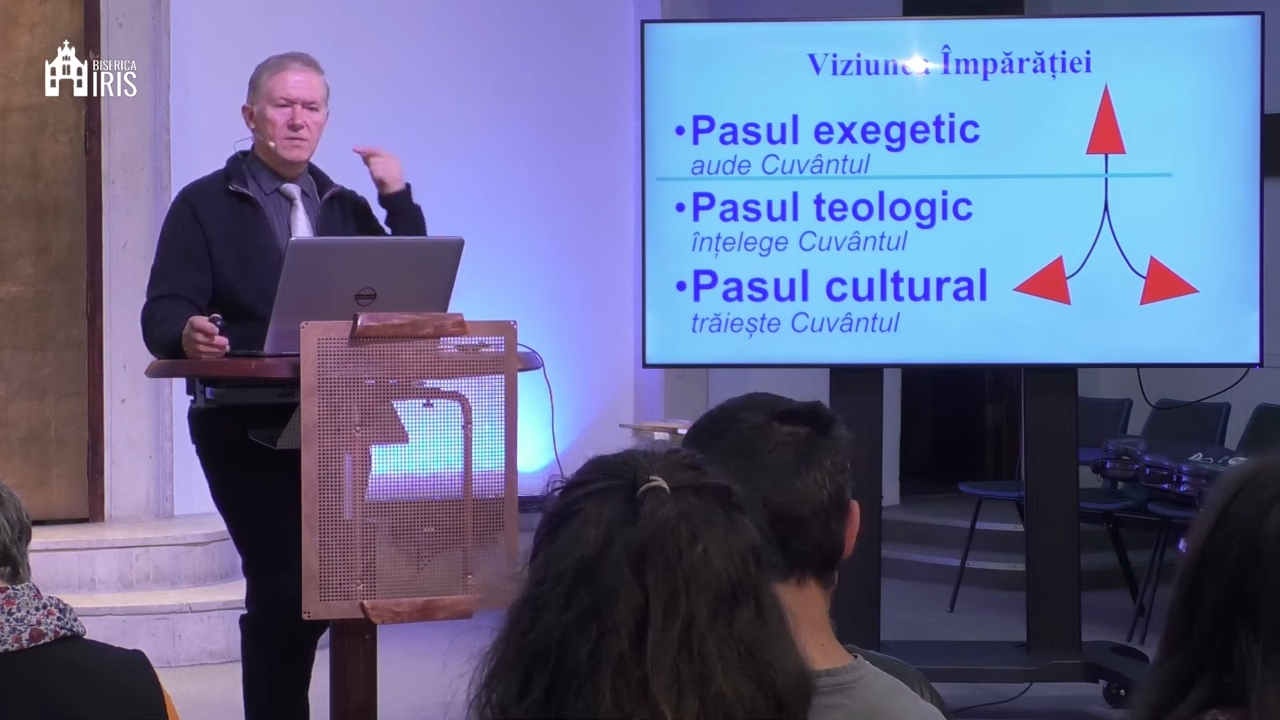 BISERICA
IRIS
Viziunea Împărăției
•Pasul exegetic
aude Cuvântul
•Pasul teologic
înțelege Cuvântul
•Pasul cultural
trăiește Cuvântul